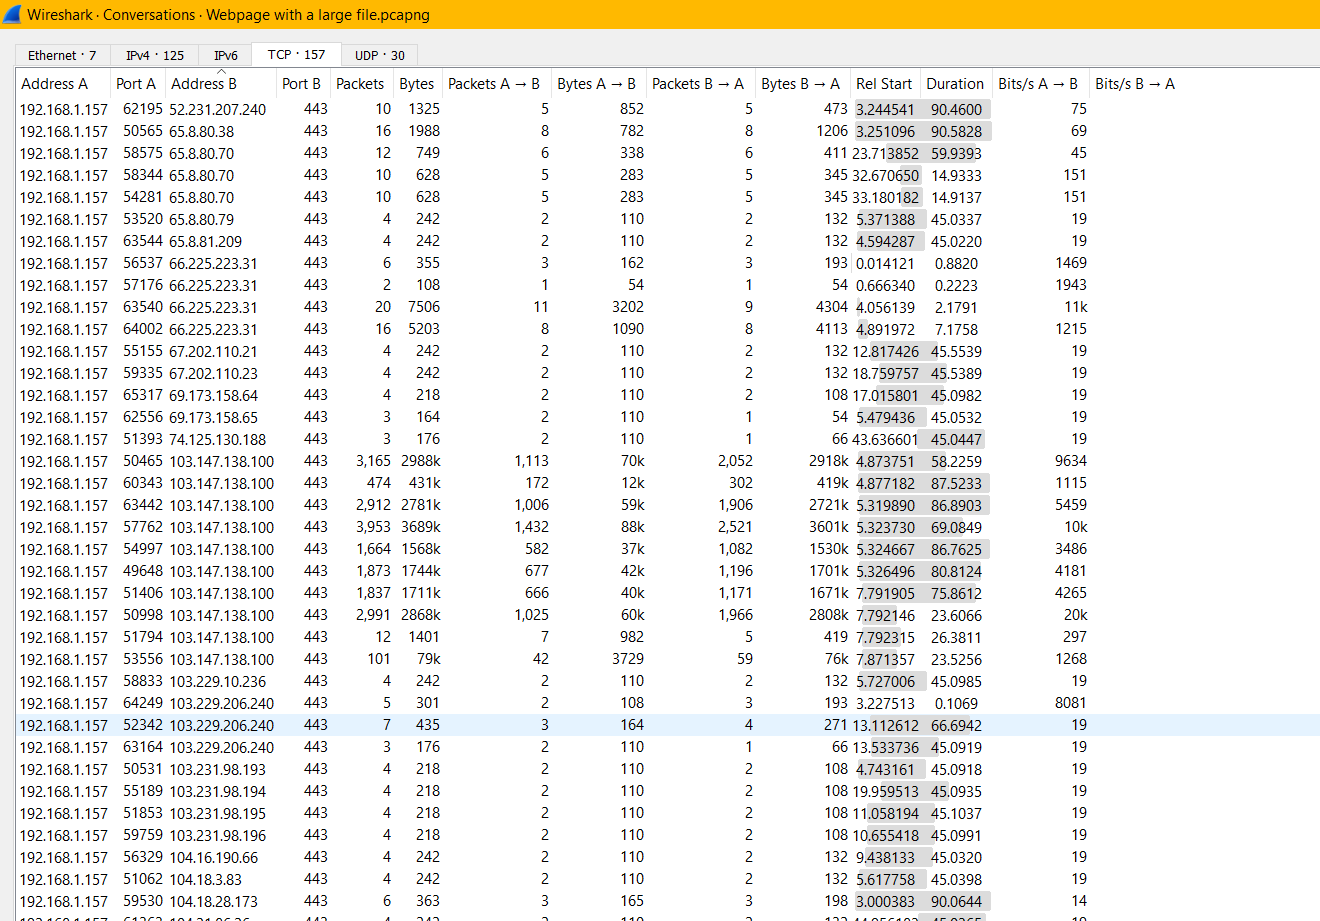 Wireshark · Conversations · Webpage with a large file.pcapng
Ethernet · 7 IPv4 · 125 IPv6 TCP · 157 UDP · 30
Address A Port A Address B Port B Packets Bytes Packets A → B Bytes A → B Packets B → A Bytes B → A Rel Start Duration Bits/s A → B Bits/s B → A
192.168.1.157 62195 52.231.207.240 443 10 1325 5 852 5 473 3.244541 90.4600 75
192.168.1.157 50565 65.8.80.38 443 16 1988 8 782 8 1206 3.251096 90.5828 69
192.168.1.157 58575 65.8.80.70 443 12 749 6 338 6 411 23.713852 59.9393 45
192.168.1.157 58344 65.8.80.70 443 10 628 5 283 5 345 32.670650 14.9333 151
192.168.1.157 54281 65.8.80.70 443 10 628 5 283 5 345 33.180182 14.9137 151
192.168.1.157 53520 65.8.80.79 443 4 242 2 110 2 132 5.371388 45.0337 19
192.168.1.157 63544 65.8.81.209 443 4 242 2 110 2 132 4.594287 45.0220 19
192.168.1.157 56537 66.225.223.31 443 6 355 3 162 3 193 0.014121 0.8820 1469
192.168.1.157 57176 66.225.223.31 443 2 108 1 54 1 54 0.666340 0.2223 1943
192.168.1.157 63540 66.225.223.31 443 20 7506 11 3202 9 4304 4.056139 2.1791 11k
192.168.1.157 64002 66.225.223.31 443 16 5203 8 1090 8 4113 4.891972 7.1758 1215
192.168.1.157 55155 67.202.110.21 443 4 242 2 110 2 132 12.817426 45.5539 19
192.168.1.157 59335 67.202.110.23 443 4 242 2 110 2 132 18.759757 45.5389 19
192.168.1.157 65317 69.173.158.64 443 4 218 2 110 2 108 17.015801 45.0982 19
192.168.1.157 62556 69.173.158.65 443 3 164 2 110 1 54 5.479436 45.0532 19
192.168.1.157 51393 74.125.130.188 443 3 176 2 110 1 66 43.636601 45.0447 19
192.168.1.157 50465 103.147.138.100 443 3,165 2988k 1,113 70k 2,052 2918k 4.873751 58.2259 9634
192.168.1.157 60343 103.147.138.100 443 474 431k 172 12k 302 419k 4.877182 87.5233 1115
192.168.1.157 63442 103.147.138.100 443 2,912 2781k 1,006 59k 1,906 2721k 5.319890 86.8903 5459
192.168.1.157 57762 103.147.138.100 443 3,953 3689k 1,432 88k 2,521 3601k 5.323730 69.0849 10k
192.168.1.157 54997 103.147.138.100 443 1,664 1568k 582 37k 1,082 1530k 5.324667 86.7625 3486
192.168.1.157 49648 103.147.138.100 443 1,873 1744k 677 42k 1,196 1701k 5.326496 80.8124 4181
192.168.1.157 51406 103.147.138.100 443 1,837 1711k 666 40k 1,171 1671k 7.791905 75.8612 4265
192.168.1.157 50998 103.147.138.100 443 2,991 2868k 1,025 60k 1,966 2808k 7.792146 23.6066 20k
192.168.1.157 51794 103.147.138.100 443 12 1401 7 982 5 419 7.792315 26.3811 297
192.168.1.157 53556 103.147.138.100 443 101 79k 42 3729 59 76k 7.871357 23.5256 1268
192.168.1.157 58833 103.229.10.236 443 4 242 2 110 2 132 5.727006 45.0985 19
192.168.1.157 64249 103.229.206.240 443 5 301 2 108 3 193 3.227513 0.1069 8081
192.168.1.157 52342 103.229.206.240 443 7 435 3 164 4 271 13.112612 66.6942 19
192.168.1.157 63164 103.229.206.240 443 3 176 2 110 1 66 13.533736 45.0919 19
192.168.1.157 50531 103.231.98.193 443 4 218 2 110 2 108 4.743161 45.0918 19
192.168.1.157 55189 103.231.98.194 443 4 218 2 110 2 108 19.959513 45.0935 19
192.168.1.157 51853 103.231.98.195 443 4 218 2 110 2 108 11.058194 45.1037 19
192.168.1.157 59759 103.231.98.196 443 4 218 2 110 2 108 10.655418 45.0991 19
192.168.1.157 56329 104.16.190.66 443 4 242 2 110 2 132 9.438133 45.0320 19
192.168.1.157 51062 104.18.3.83 443 4 242 2 110 2 132 5.617758 45.0398 19
192.168.1.157 59530 104.18.28.173 443 6 363 3 165 3 198 3.000383 90.0644 14